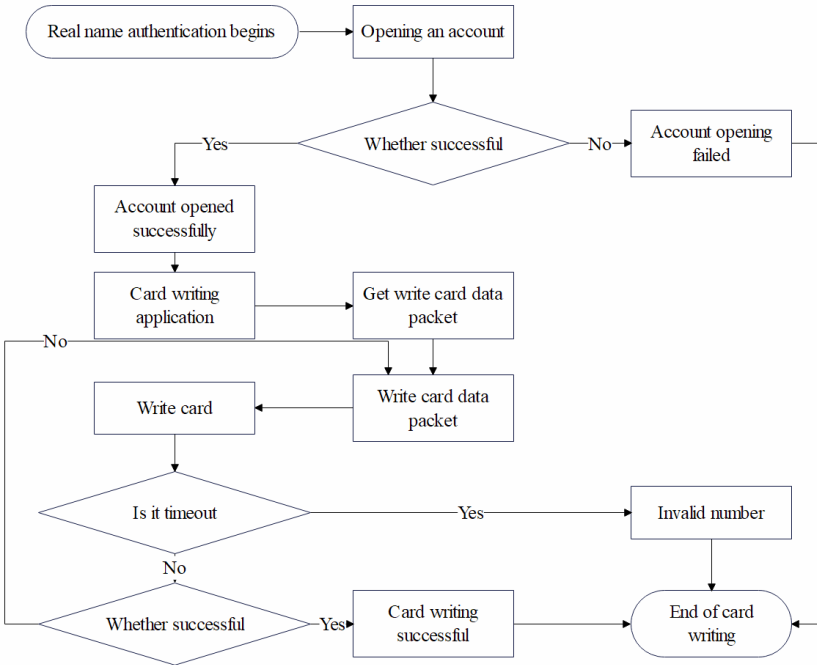 Real name authentication begins
Opening an account
Whether successful
Yes
No
Account opening
failed
Account opened
successfully
Card writing
application
Get write card data
packet
No
Write card
Write card data
packet
Is it timeout
Yes
Invalid number
No
Whether successful
Yes
Card writing
successful
End of card
writing